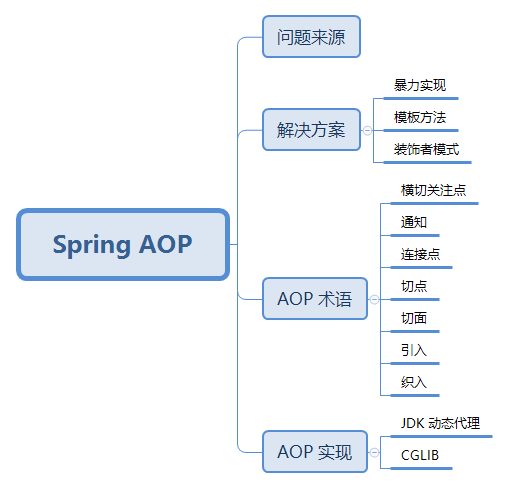 Spring AOP
问题来源
解决方案
暴力实现
模板方法
装饰者模式
AOP 术语
横切关注点
通知
连接点
切点
切面
引入
织入
AOP 实现
JDK 动态代理
CGLIB